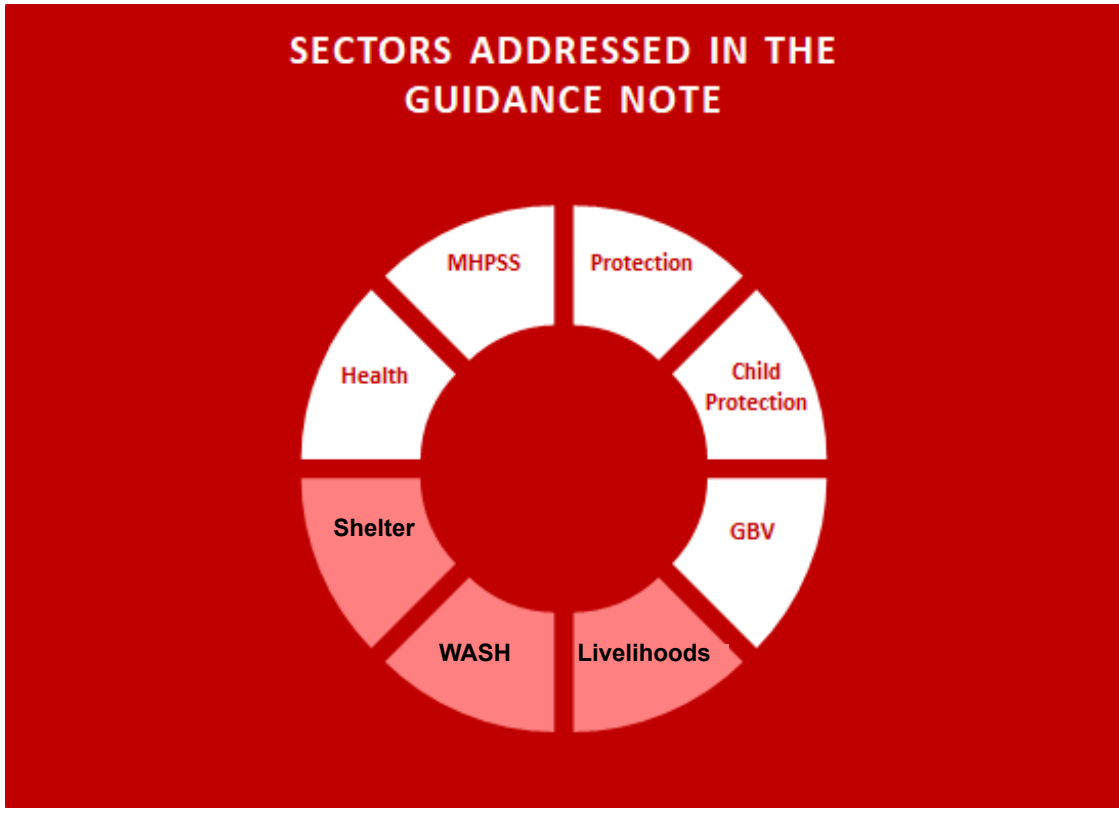 SECTORS ADDRESSED IN THE
GUIDANCE NOTE
MHPSS
Protection
Health
Child
Protection
Shelter
GBV
WASH
Livelihoods